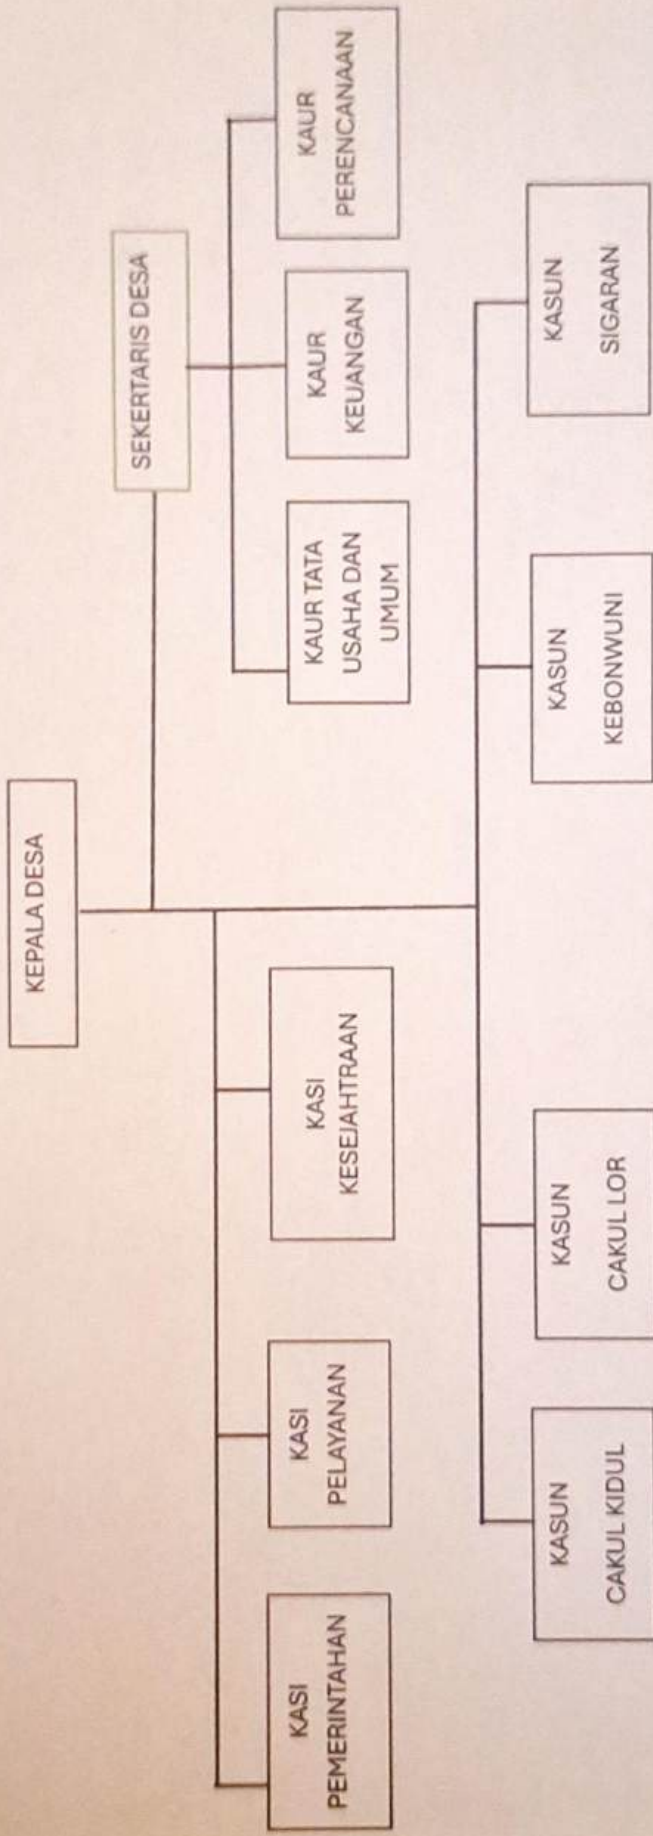 KEPALA DESA
SEKERTARIS DESA
KASI
PEMERINTAHAN
KASI
PELAYANAN
KASI
KESEJAHTRAAN
KAUR TATA
USAHA DAN
UMUM
KAUR
KEUANGAN
KAUR
PERENCANAAN
KASUN
CAKUL KIDUL
KASUN
CAKUL LOR
KASUN
KEBONWUNI
KASUN
SIGARAN